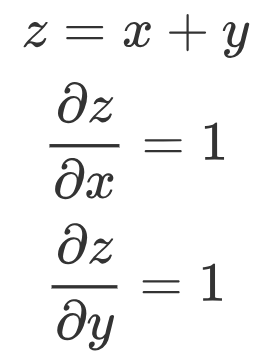 z = x + y
∂z/∂x = 1
∂z/∂y = 1